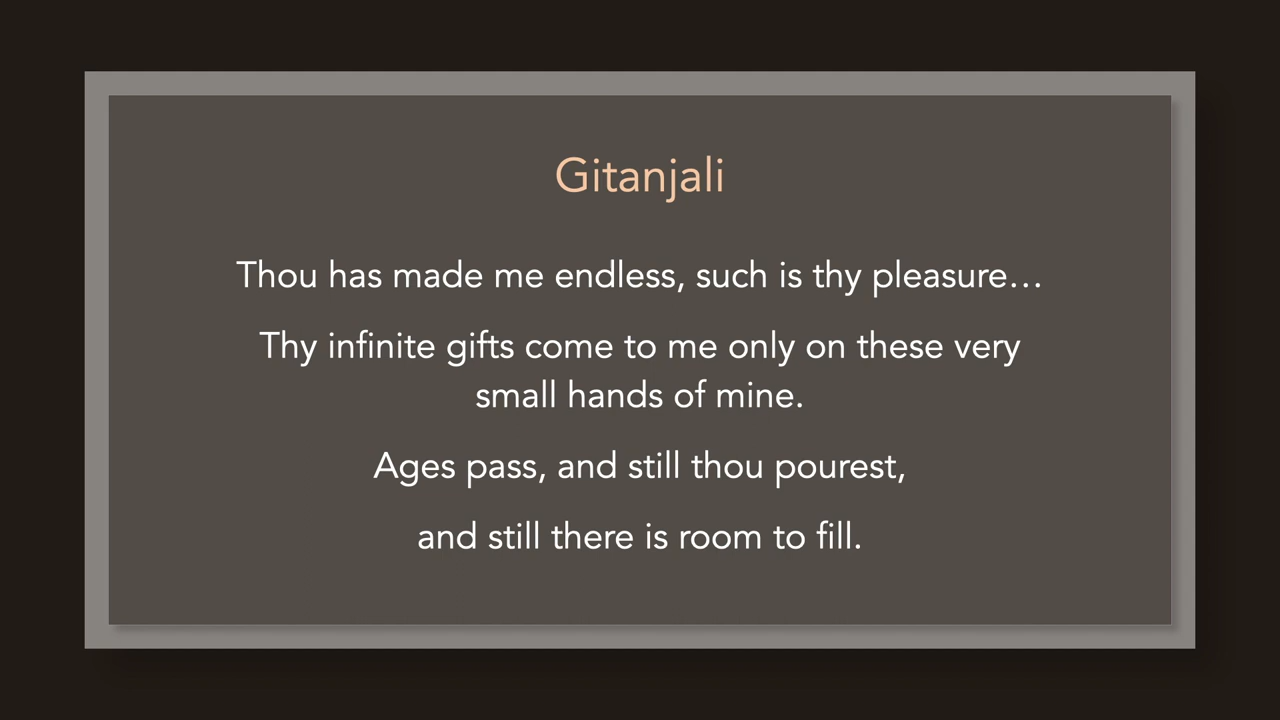 Gitanjali
Thou has made me endless, such is thy pleasure…
Thy infinite gifts come to me only on these very
small hands of mine.
Ages pass, and still thou pourest,
and still there is room to fill.